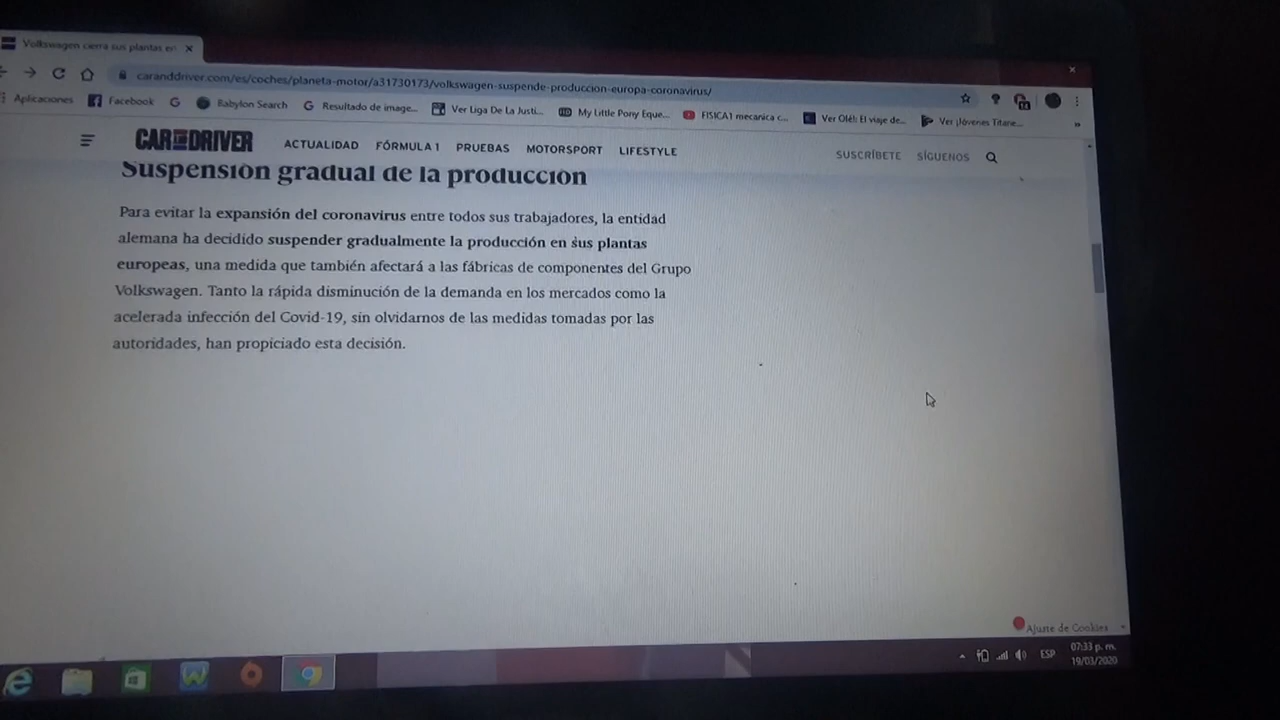 Volkswagen cierra sus plantas en
caranddriver.com/es/coches/planeta-motor/a31730173/volkswagen-suspende-produccion-europa-coronavirus/
Aplicaciones Facebook Babylon Search Resultado de image... Ver Liga De La Justi... My Little Pony Eque... FISICA1 mecanica c... Ver Olé!: El viaje de... Ver ¡Jóvenes Titane...
CAR AND DRIVER ACTUALIDAD FÓRMULA 1 PRUEBAS MOTORSPORT LIFESTYLE SUSCRÍBETE SÍGUENOS
Suspensión gradual de la producción
Para evitar la expansión del coronavirus entre todos sus trabajadores, la entidad
alemana ha decidido suspender gradualmente la producción en sus plantas
europeas, una medida que también afectará a las fábricas de componentes del Grupo
Volkswagen. Tanto la rápida disminución de la demanda en los mercados como la
acelerada infección del Covid-19, sin olvidarnos de las medidas tomadas por las
autoridades, han propiciado esta decisión.
Ajuste de Cookies
ESP 07:33 p. m.
19/03/2020